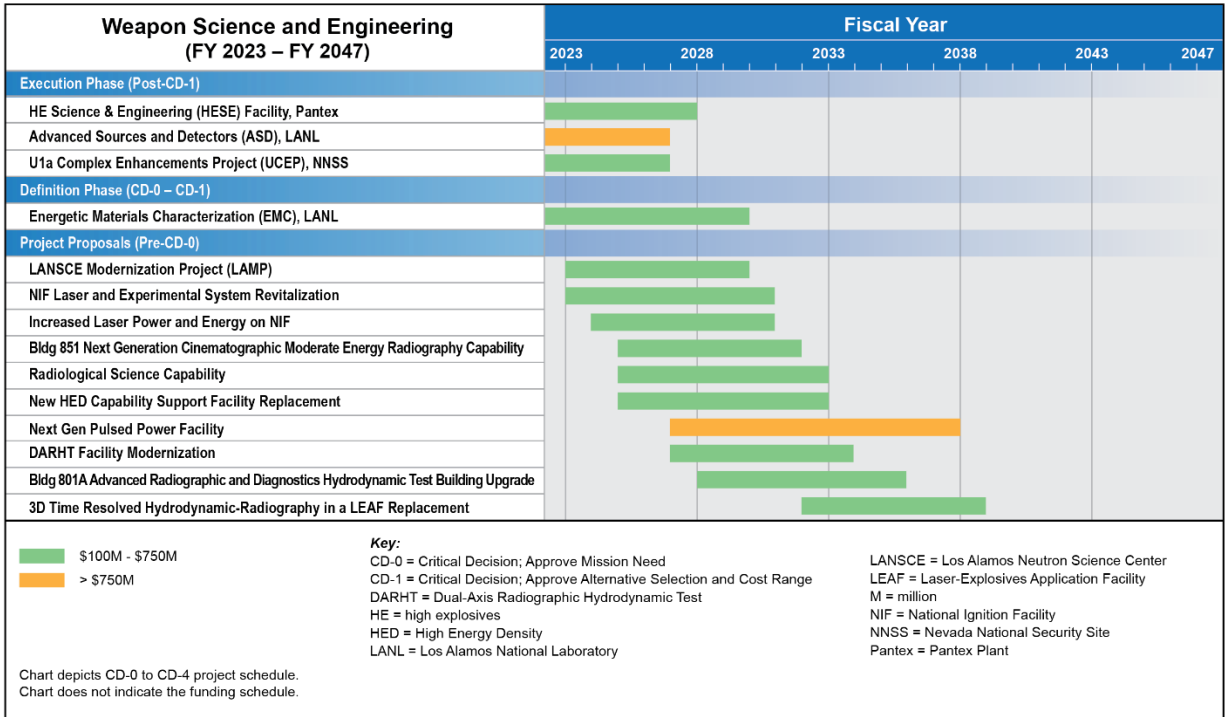 Weapon Science and Engineering
(FY 2023 – FY 2047)
Fiscal Year
2023 2028 2033 2038 2043 2047
Execution Phase (Post-CD-1)
HE Science & Engineering (HESE) Facility, Pantex
Advanced Sources and Detectors (ASD), LANL
U1a Complex Enhancements Project (UCEP), NNSS
Definition Phase (CD-0 – CD-1)
Energetic Materials Characterization (EMC), LANL
Project Proposals (Pre-CD-0)
LANSCE Modernization Project (LAMP)
NIF Laser and Experimental System Revitalization
Increased Laser Power and Energy on NIF
Bldg 851 Next Generation Cinematographic Moderate Energy Radiography Capability
Radiological Science Capability
New HED Capability Support Facility Replacement
Next Gen Pulsed Power Facility
DARHT Facility Modernization
Bldg 801A Advanced Radiographic and Diagnostics Hydrodynamic Test Building Upgrade
3D Time Resolved Hydrodynamic-Radiography in a LEAF Replacement
$100M - $750M
> $750M
Chart depicts CD-0 to CD-4 project schedule.
Chart does not indicate the funding schedule.
Key:
CD-0 = Critical Decision; Approve Mission Need
CD-1 = Critical Decision; Approve Alternative Selection and Cost Range
DARHT = Dual-Axis Radiographic Hydrodynamic Test
HE = high explosives
HED = High Energy Density
LANL = Los Alamos National Laboratory
LANSCE = Los Alamos Neutron Science Center
LEAF = Laser-Explosives Application Facility
M = million
NIF = National Ignition Facility
NNSS = Nevada National Security Site
Pantex = Pantex Plant